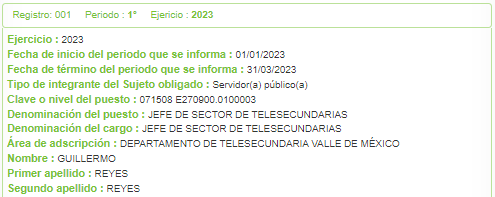 Registro: 001 Periodo : 1° Ejericio : 2023
Ejercicio : 2023
Fecha de inicio del periodo que se informa : 01/01/2023
Fecha de término del periodo que se informa : 31/03/2023
Tipo de integrante del Sujeto obligado : Servidor(a) público(a)
Clave o nivel del puesto : 071508 E270900.0100003
Denominación del puesto : JEFE DE SECTOR DE TELESECUNDARIAS
Denominación del cargo : JEFE DE SECTOR DE TELESECUNDARIAS
Área de adscripción : DEPARTAMENTO DE TELESECUNDARIA VALLE DE MÉXICO
Nombre : GUILLERMO
Primer apellido : REYES
Segundo apellido : REYES